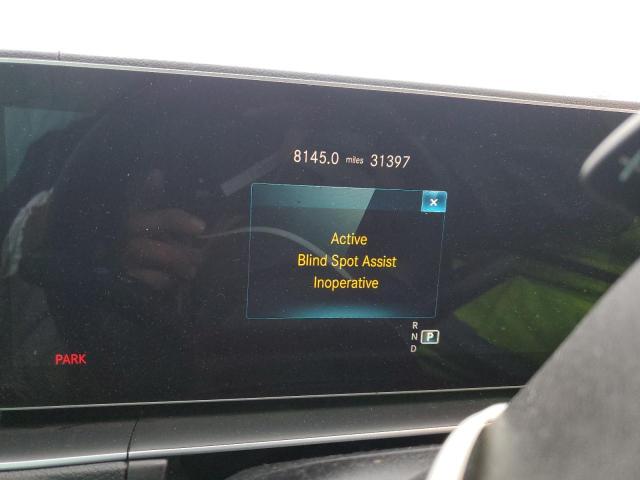 8145.0 miles 31397
×
Active
Blind Spot Assist
Inoperative
R
N P
D
PARK